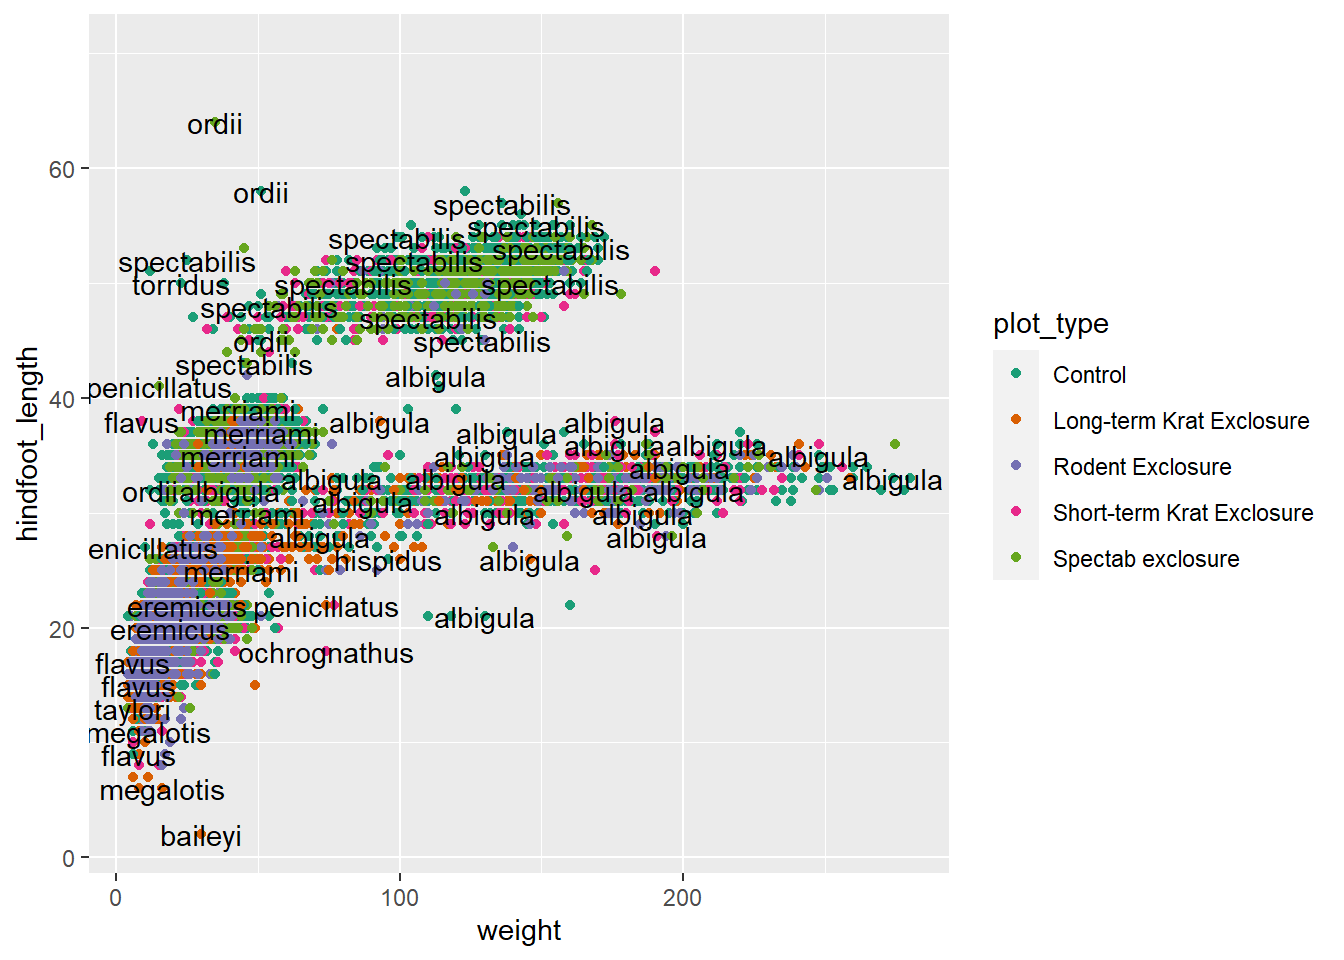 ordii
60
ordii
spectabilis
spectabilis
spectabilis
spectabilis
spectabilis
spectabilis
torridus
spectabilis
spectabilis
spectabilis
spectabilis
ordii
spectabilis
spectabilis
albigula
penicillatus
40
merriami
flavus
albigula
albigula
merriami
albigula
albigula
albigula
merriami
albigula
albigula
albigula
albigula
albigula
albigula
ordii
albigula
albigula
albigula
albigula
merriami
albigula
albigula
albigula
albigula
enicillatus
hispidus
albigula
merriami
eremicus
penicillatus
albigula
eremicus
20
ochrognathus
flavus
flavus
taylori
megalotis
flavus
megalotis
baileyi
0
0
100
200
weight
hindfoot_length
plot_type
Control
Long-term Krat Exclosure
Rodent Exclosure
Short-term Krat Exclosure
Spectab exclosure